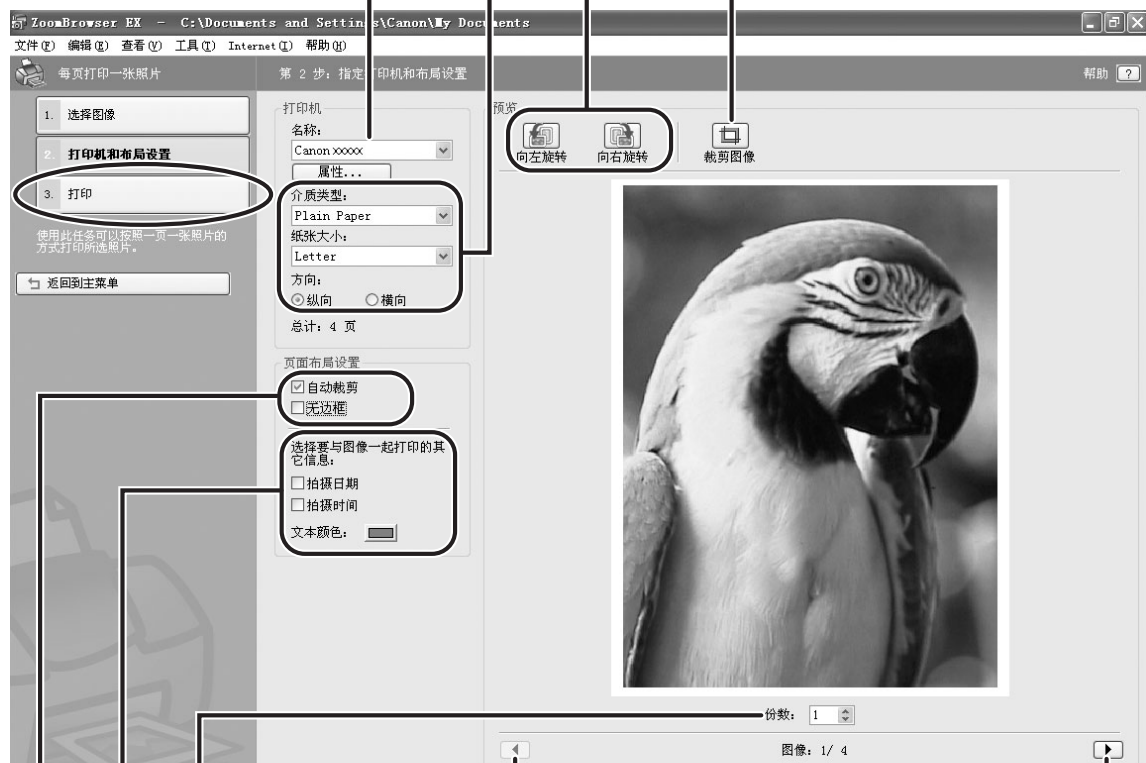 ZoomBrowser EX - C:\Documents and Settings\Canon\My Documents
文件(F) 编辑(E) 查看(V) 工具(T) Internet(I) 帮助(H)
每页打印一张照片
第 2 步：指定打印机和布局设置
帮助 ?
1. 选择图像
2. 打印机和布局设置
3. 打印
使用此任务可以按照一页一张照片的
方式打印所选照片。
返回到主菜单
打印机
名称：
Canon xxxxx
属性...
介质类型：
Plain Paper
纸张大小：
Letter
方向：
纵向 横向
总计：4 页
页面布局设置
自动裁剪
无边框
选择要与图像一起打印的其
它信息：
拍摄日期
拍摄时间
文本颜色：
预览
向左旋转 向右旋转 裁剪图像
份数： 1
图像：1/ 4